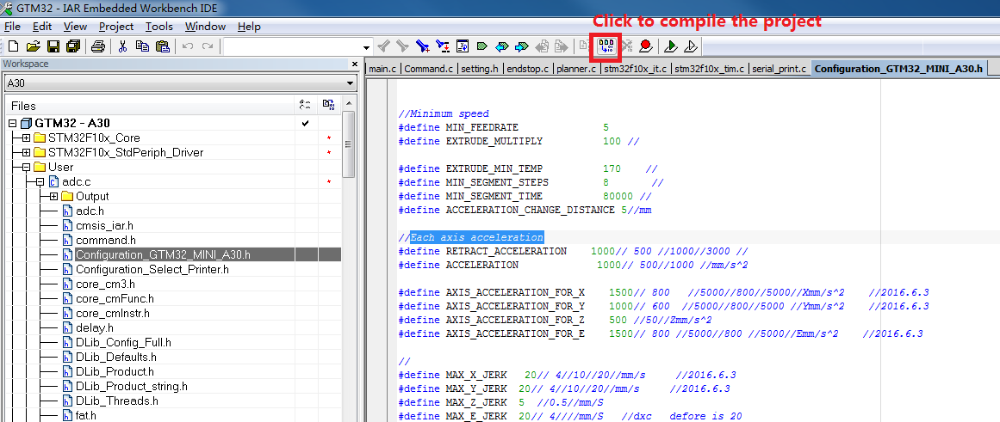 GTM32 - IAR Embedded Workbench IDE
File Edit View Project Tools Window Help
Click to compile the project
Workspace
A30
Files
GTM32 - A30
STM32F10x_Core
STM32F10x_StdPeriph_Driver
User
adc.c
Output
adc.h
cmsis_iar.h
command.h
Configuration_GTM32_MINI_A30.h
Configuration_Select_Printer.h
core_cm3.h
core_cmFunc.h
core_cmInstr.h
delay.h
DLib_Config_Full.h
DLib_Defaults.h
DLib_Product.h
DLib_Product_string.h
DLib_Threads.h
fat.h
main.c Command.c setting.h endstop.c planner.c stm32f10x_it.c stm32f10x_tim.c serial_print.c Configuration_GTM32_MINI_A30.h
//Minimum speed
#define MIN_FEEDRATE 5
#define EXTRUDE_MULTIPLY 100 //
#define EXTRUDE_MIN_TEMP 170 //
#define MIN_SEGMENT_STEPS 8 //
#define MIN_SEGMENT_TIME 80000 //
#define ACCELERATION_CHANGE_DISTANCE 5//mm
//Each axis acceleration
#define RETRACT_ACCELERATION 1000// 500 //1000//3000 //
#define ACCELERATION 1000// 500//1000 //mm/s^2
#define AXIS_ACCELERATION_FOR_X 1500// 800 //5000//800//5000//Xmm/s^2 //2016.6.3
#define AXIS_ACCELERATION_FOR_Y 1000// 600 //5000//800//5000 //Ymm/s^2 //2016.6.3
#define AXIS_ACCELERATION_FOR_Z 500 //50//Zmm/s^2
#define AXIS_ACCELERATION_FOR_E 1500// 800 //5000//800 //5000//Emm/s^2 //2016.6.3
//
#define MAX_X_JERK 20// 4//10//20//mm/s //2016.6.3
#define MAX_Y_JERK 20// 4//10//20//mm/s //2016.6.3
#define MAX_Z_JERK 5 //0.5//mm/S
#define MAX_E_JERK 20// 4////mm/S //dxc defore is 20